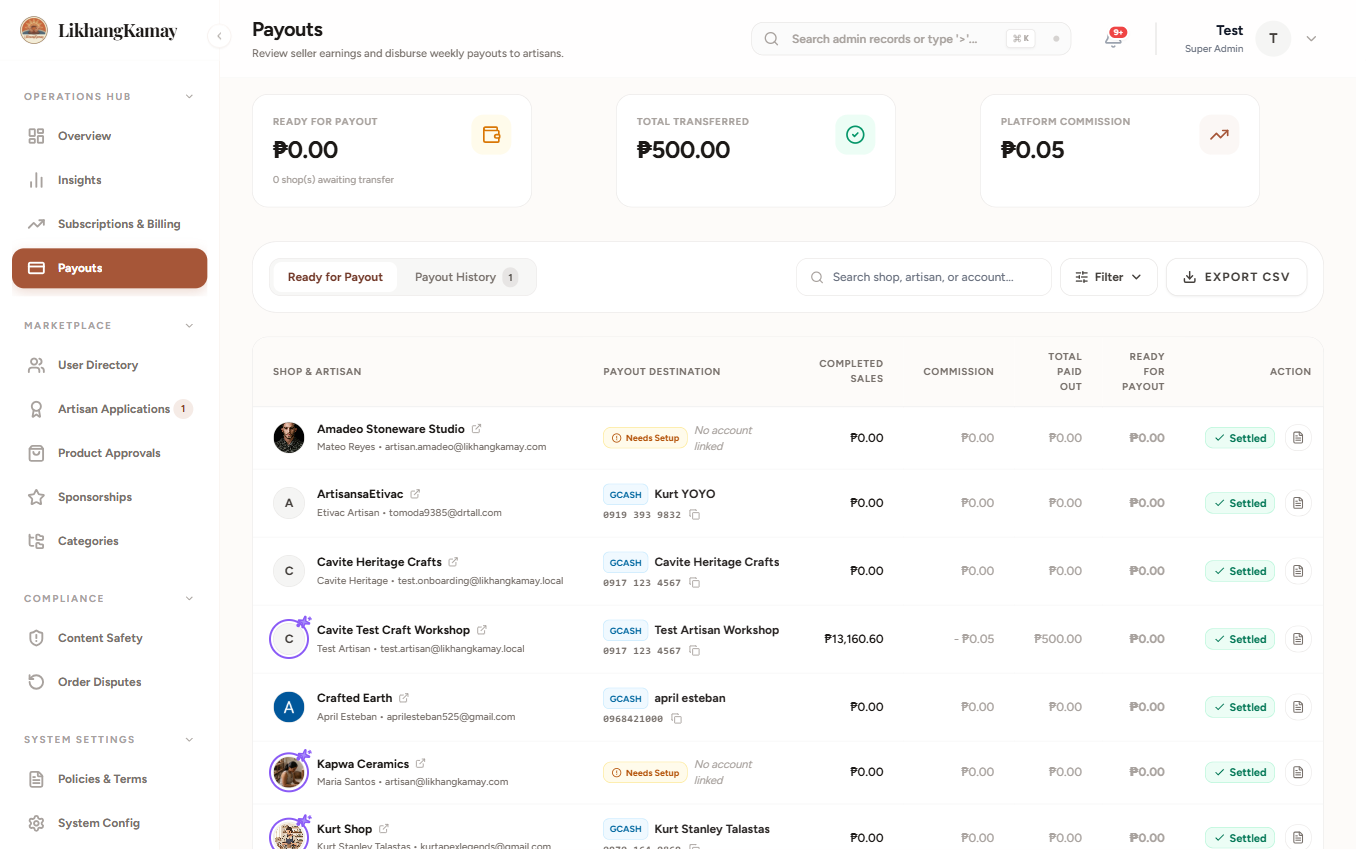 LikhangKamay
Payouts
Review seller earnings and disburse weekly payouts to artisans.
Search admin records or type '>'...
⌘ K
9+
Test
Super Admin
T
OPERATIONS HUB
Overview
Insights
Subscriptions & Billing
Payouts
MARKETPLACE
User Directory
Artisan Applications 1
Product Approvals
Sponsorships
Categories
COMPLIANCE
Content Safety
Order Disputes
SYSTEM SETTINGS
Policies & Terms
System Config
READY FOR PAYOUT
₱0.00
0 shop(s) awaiting transfer
TOTAL TRANSFERRED
₱500.00
PLATFORM COMMISSION
₱0.05
Ready for Payout
Payout History 1
Search shop, artisan, or account...
Filter
EXPORT CSV
SHOP & ARTISAN
PAYOUT DESTINATION
COMPLETED
SALES
COMMISSION
TOTAL
PAID
OUT
READY
FOR
PAYOUT
ACTION
Amadeo Stoneware Studio
Mateo Reyes • artisan.amadeo@likhangkamay.com
Needs Setup
No account
linked
₱0.00 ₱0.00 ₱0.00 ₱0.00 Settled
A
ArtisansaEtivac
Etivac Artisan • tomoda9385@drtall.com
GCASH Kurt YOYO
0919 393 9832
₱0.00 ₱0.00 ₱0.00 ₱0.00 Settled
C
Cavite Heritage Crafts
Cavite Heritage • test.onboarding@likhangkamay.local
GCASH Cavite Heritage Crafts
0917 123 4567
₱0.00 ₱0.00 ₱0.00 ₱0.00 Settled
C
Cavite Test Craft Workshop
Test Artisan • test.artisan@likhangkamay.local
GCASH Test Artisan Workshop
0917 123 4567
₱13,160.60 - ₱0.05 ₱500.00 ₱0.00 Settled
A
Crafted Earth
April Esteban • aprilesteban525@gmail.com
GCASH april esteban
0968421000
₱0.00 ₱0.00 ₱0.00 ₱0.00 Settled
Kapwa Ceramics
Maria Santos • artisan@likhangkamay.com
Needs Setup
No account
linked
₱0.00 ₱0.00 ₱0.00 ₱0.00 Settled
Kurt Shop
Kurt Stanley Talastas • kurtapexlegends@gmail.com
GCASH Kurt Stanley Talastas
₱0.00 ₱0.00 ₱0.00 ₱0.00 Settled